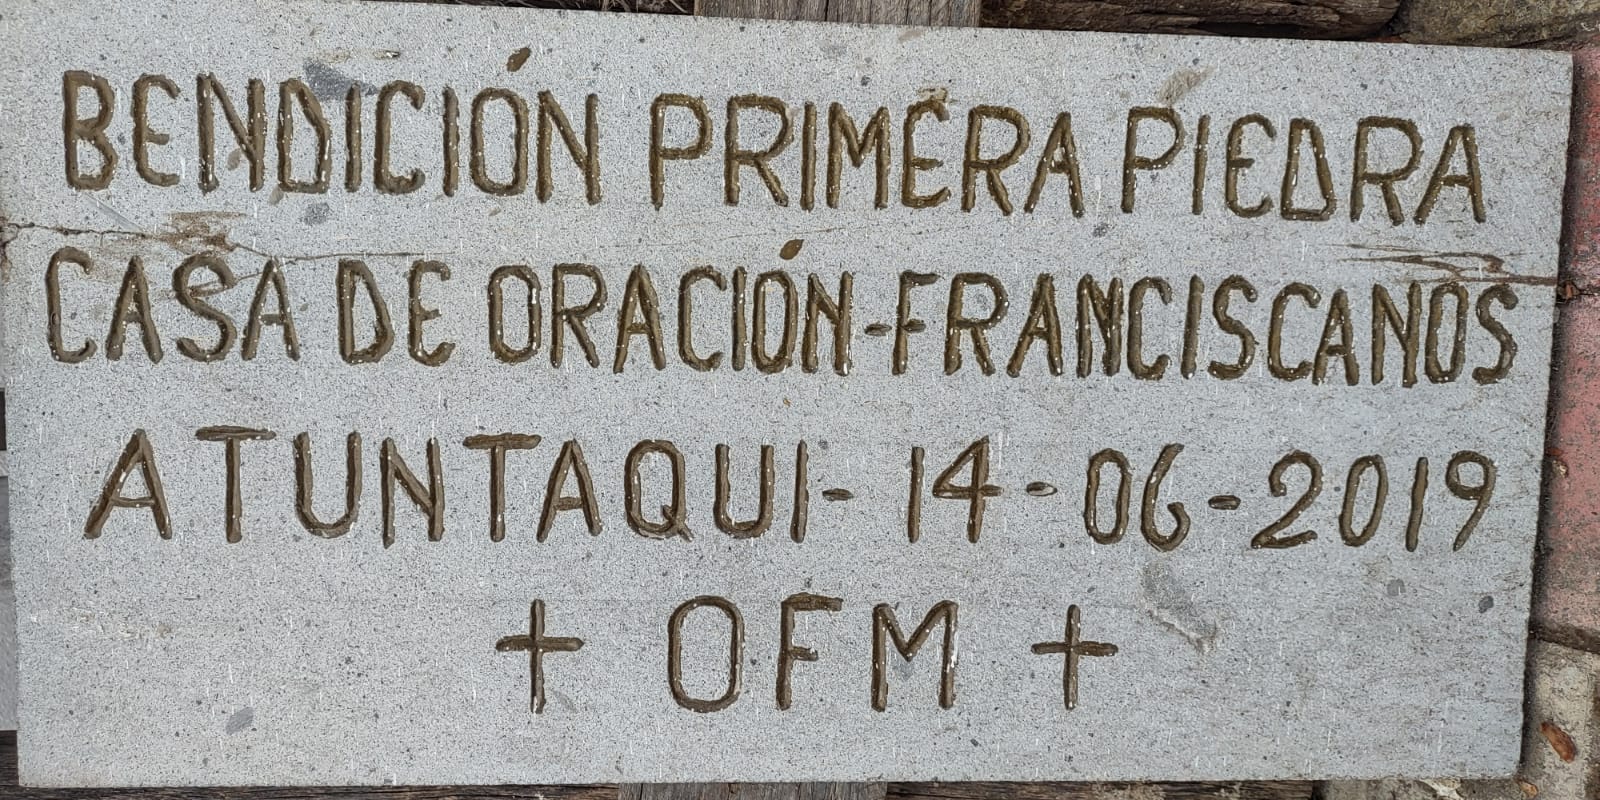 BENDICIÓN PRIMERA PIEDRA
CASA DE ORACIÓN-FRANCISCANOS
ATUNTAQUI- 14-06-2019
† OFM †